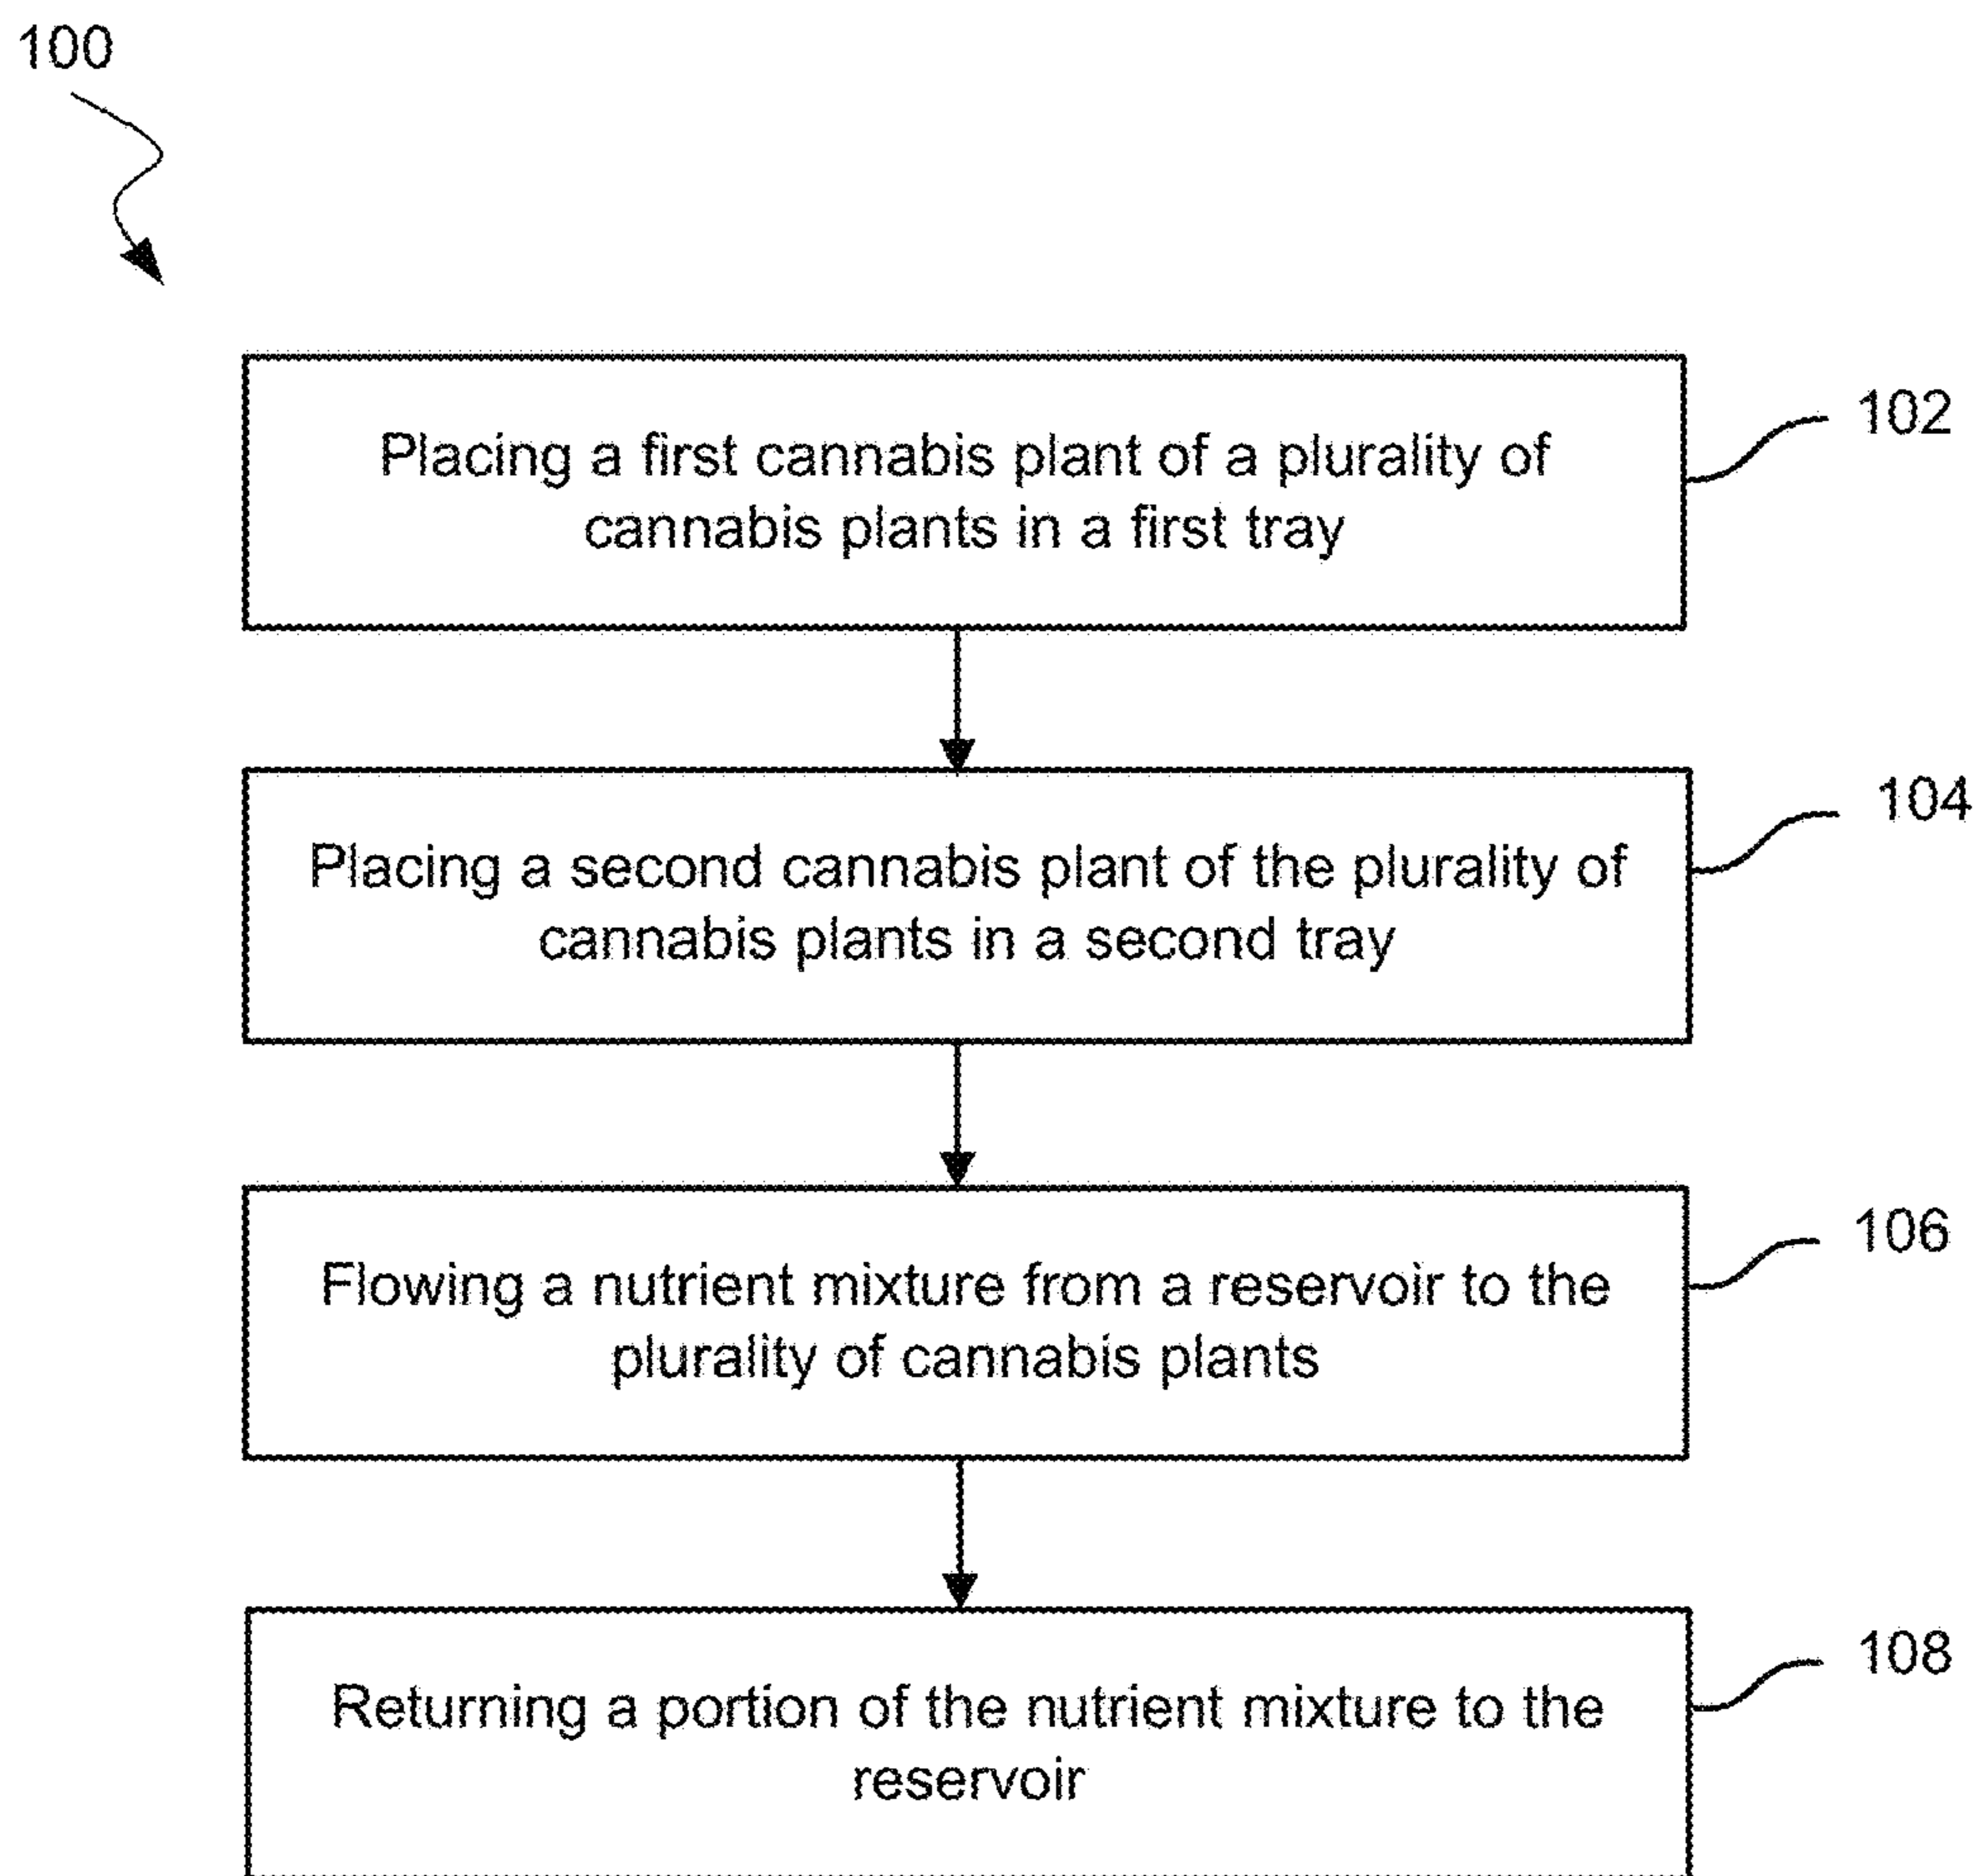 100
Placing a first cannabis plant of a plurality of
cannabis plants in a first tray
102
Placing a second cannabis plant of the plurality of
cannabis plants in a second tray
104
Flowing a nutrient mixture from a reservoir to the
plurality of cannabis plants
106
Returning a portion of the nutrient mixture to the
reservoir
108